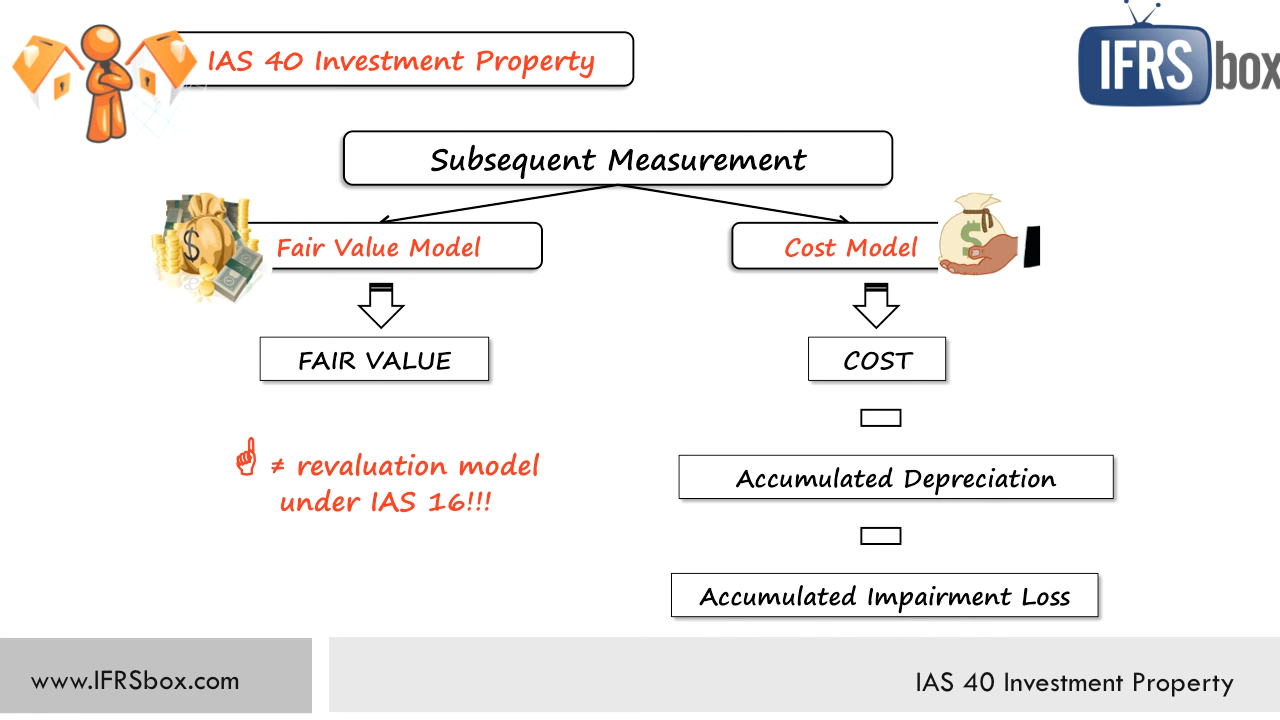 IAS 40 Investment Property
IFRS box
Subsequent Measurement
Fair Value Model
Cost Model
$
$
FAIR VALUE
COST
≠ revaluation model
under IAS 16!!!
Accumulated Depreciation
Accumulated Impairment Loss
www.IFRSbox.com
IAS 40 Investment Property